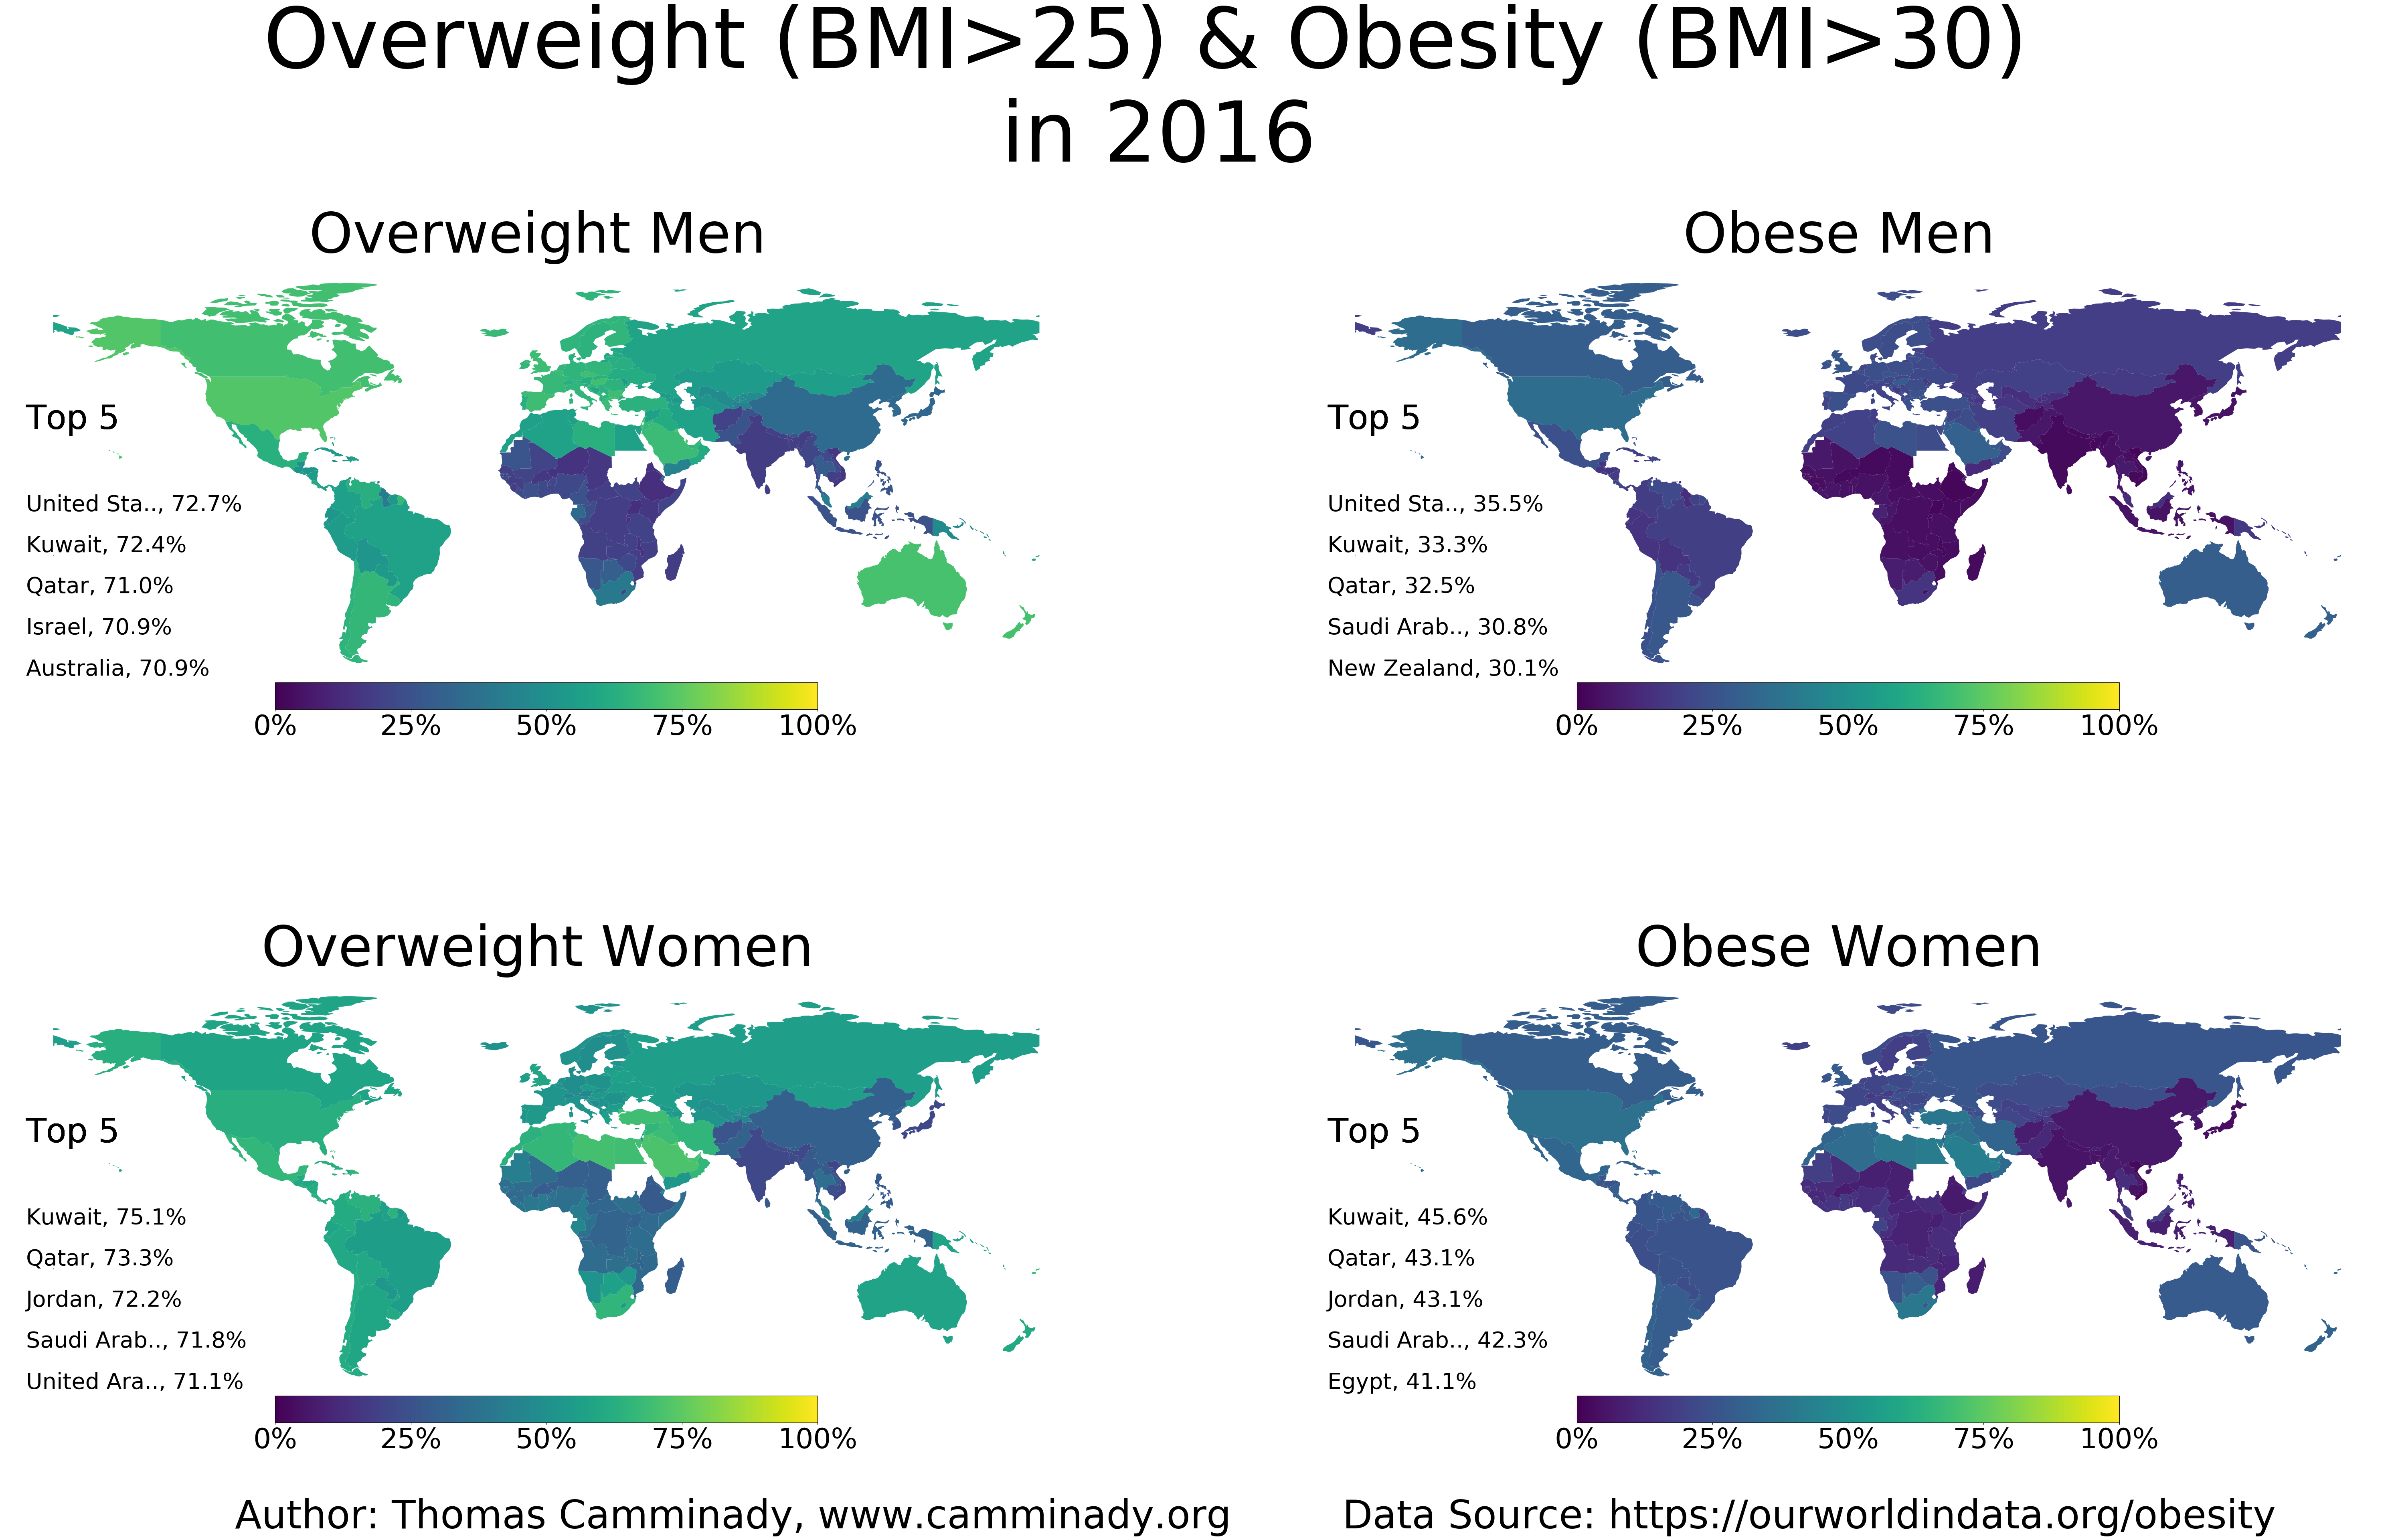 Overweight (BMI>25) & Obesity (BMI>30)
in 2016
Overweight Men
Top 5
United Sta.., 72.7%
Kuwait, 72.4%
Qatar, 71.0%
Israel, 70.9%
Australia, 70.9%
0% 25% 50% 75% 100%
Obese Men
Top 5
United Sta.., 35.5%
Kuwait, 33.3%
Qatar, 32.5%
Saudi Arab.., 30.8%
New Zealand, 30.1%
0% 25% 50% 75% 100%
Overweight Women
Top 5
Kuwait, 75.1%
Qatar, 73.3%
Jordan, 72.2%
Saudi Arab.., 71.8%
United Ara.., 71.1%
0% 25% 50% 75% 100%
Obese Women
Top 5
Kuwait, 45.6%
Qatar, 43.1%
Jordan, 43.1%
Saudi Arab.., 42.3%
Egypt, 41.1%
0% 25% 50% 75% 100%
Author: Thomas Camminady, www.camminady.org
Data Source: https://ourworldindata.org/obesity